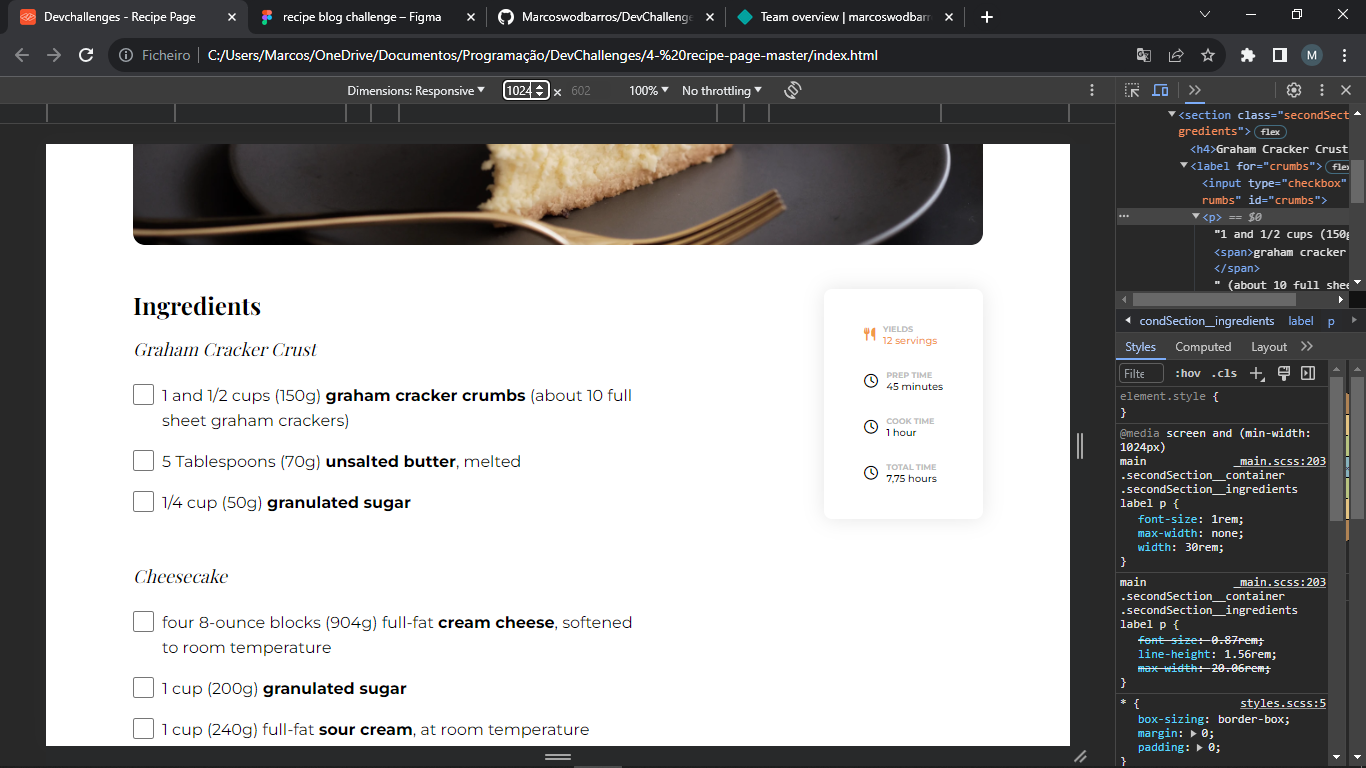 Devchallenges - Recipe Page
recipe blog challenge – Figma
Marcoswodbarros/DevChallenge
Team overview | marcoswodbarr
Ficheiro
C:/Users/Marcos/OneDrive/Documentos/Programação/DevChallenges/4-%20recipe-page-master/index.html
M
Dimensions: Responsive
1024 x 602
100%
No throttling
Ingredients
Graham Cracker Crust
1 and 1/2 cups (150g) graham cracker crumbs (about 10 full
sheet graham crackers)
5 Tablespoons (70g) unsalted butter, melted
1/4 cup (50g) granulated sugar
Cheesecake
four 8-ounce blocks (904g) full-fat cream cheese, softened
to room temperature
1 cup (200g) granulated sugar
1 cup (240g) full-fat sour cream, at room temperature
YIELDS
12 servings
PREP TIME
45 minutes
COOK TIME
1 hour
TOTAL TIME
7,75 hours
<section class="secondSect
gredients"> flex
<h4>Graham Cracker Crust
<label for="crumbs"> flex
<input type="checkbox"
rumbs" id="crumbs">
<p> == $0
"1 and 1/2 cups (150g
<span>graham cracker
</span>
" (about 10 full shee
condSection__ingredients label p
Styles Computed Layout
Filte :hov .cls
element.style {
}
@media screen and (min-width:
1024px)
main _main.scss:203
.secondSection__container
.secondSection__ingredients
label p {
font-size: 1rem;
max-width: none;
width: 30rem;
}
main _main.scss:203
.secondSection__container
.secondSection__ingredients
label p {
font-size: 0.87rem;
line-height: 1.56rem;
max-width: 20.06rem;
}
* { styles.scss:5
box-sizing: border-box;
margin: 0;
padding: 0;
}